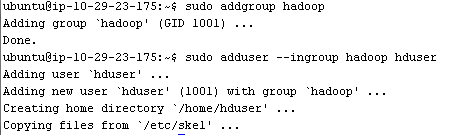 ubuntu@ip-10-29-23-175:~$ sudo addgroup hadoop
Adding group `hadoop' (GID 1001) ...
Done.
ubuntu@ip-10-29-23-175:~$ sudo adduser --ingroup hadoop hduser
Adding user `hduser' ...
Adding new user `hduser' (1001) with group `hadoop' ...
Creating home directory `/home/hduser' ...
Copying files from `/etc/skel' ...